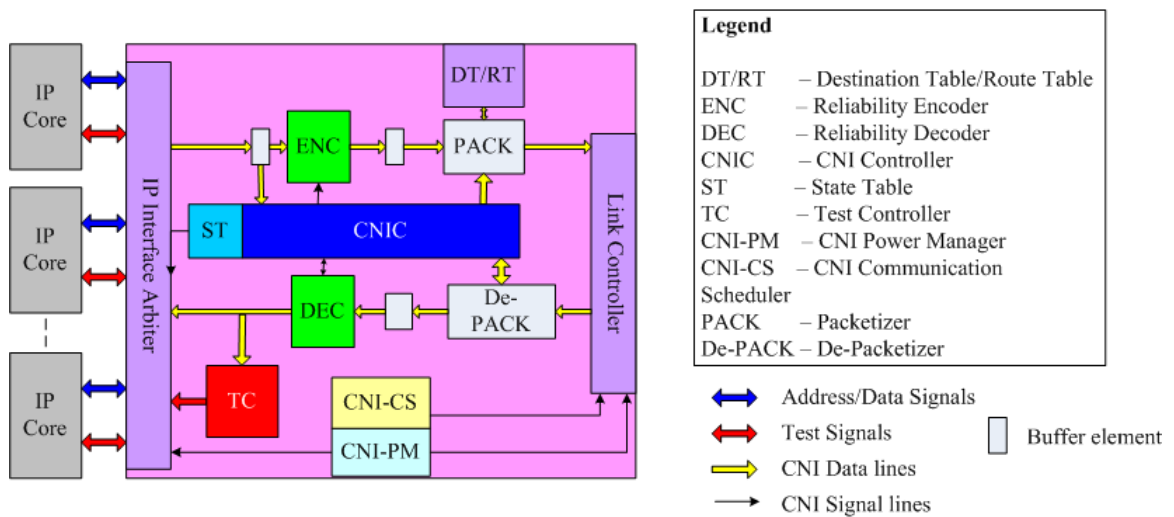 IP
Core
IP
Core
IP
Core
IP Interface Arbiter
DT/RT
ENC
PACK
ST
CNIC
DEC
De-
PACK
TC
CNI-CS
CNI-PM
Link Controller
Legend
DT/RT – Destination Table/Route Table
ENC – Reliability Encoder
DEC – Reliability Decoder
CNIC – CNI Controller
ST – State Table
TC – Test Controller
CNI-PM – CNI Power Manager
CNI-CS – CNI Communication
Scheduler
PACK – Packetizer
De-PACK – De-Packetizer
Address/Data Signals
Test Signals
CNI Data lines
CNI Signal lines
Buffer element